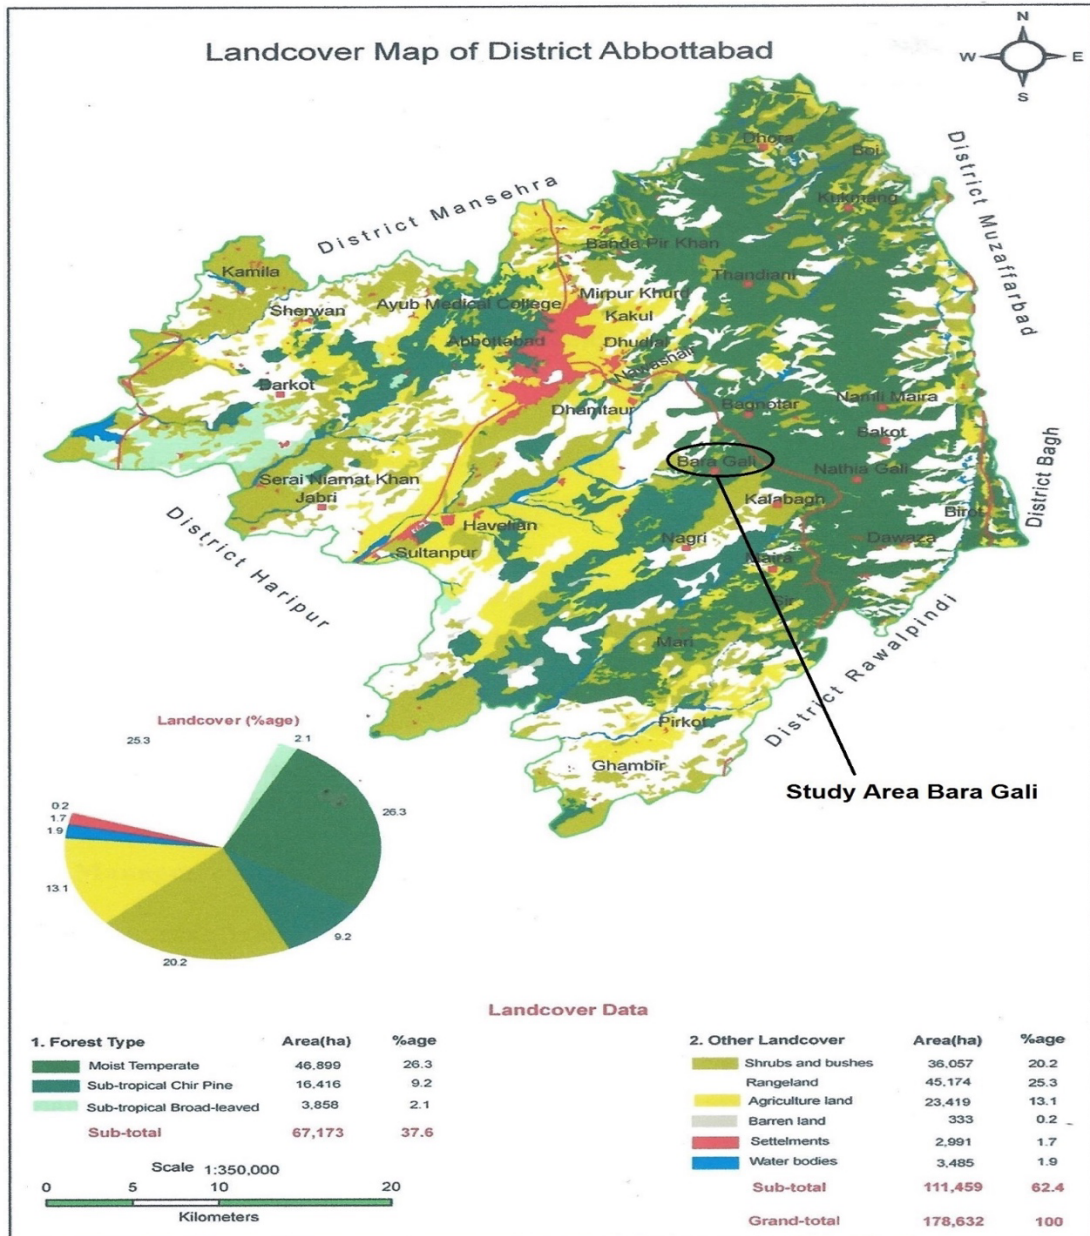 Landcover Map of District Abbottabad
N
W E
S
District Mansehra
District Muzaffarbad
District Bagh
District Haripur
District Rawalpindi
Dhora
Boi
Kukmang
Banda Pir Khan
Thandiani
Kamila
Sherwan
Ayub Medical College
Mirpur Khurd
Kakul
Abbottabad
Dhudial
Nawashair
Darkot
Dhamtaur
Bagnotar
Namli Maira
Bakot
Bara Gali
Nathia Gali
Serai Niamat Khan
Jabri
Kalabagh
Birot
Havelian
Sultanpur
Nagri
Dawaza
Maira
Sir
Mari
Pirkot
Ghambir
Study Area Bara Gali
Landcover (%age)
25.3
2.1
26.3
9.2
20.2
13.1
1.9
1.7
0.2
Landcover Data
1. Forest Type Area(ha) %age
Moist Temperate 46,899 26.3
Sub-tropical Chir Pine 16,416 9.2
Sub-tropical Broad-leaved 3,858 2.1
Sub-total 67,173 37.6
Scale 1:350,000
0 5 10 20
Kilometers
2. Other Landcover Area(ha) %age
Shrubs and bushes 36,057 20.2
Rangeland 45,174 25.3
Agriculture land 23,419 13.1
Barren land 333 0.2
Settelments 2,991 1.7
Water bodies 3,485 1.9
Sub-total 111,459 62.4
Grand-total 178,632 100